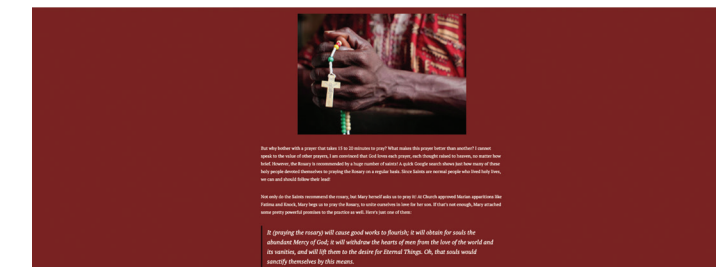 But why bother with a prayer that takes 15 to 20 minutes to pray? What makes this prayer better than another? I cannot
speak to the value of other prayers, I am convinced that God loves each prayer, each thought raised to heaven, no matter how
brief. However, the Rosary is recommended by a huge number of saints! A quick Google search shows just how many of these
holy people devoted themselves to praying the Rosary on a regular basis. Since Saints are normal people who lived holy lives,
we can and should follow their lead!
Not only do the Saints recommend the rosary, but Mary herself asks us to pray it! At Church approved Marian apparitions like
Fatima and Knock, Mary begs us to pray the Rosary, to unite ourselves in love for her son. If that's not enough, Mary attached
some pretty powerful promises to the practice as well. Here's just one of them:
It (praying the rosary) will cause good works to flourish; it will obtain for souls the
abundant Mercy of God; it will withdraw the hearts of men from the love of the world and
its vanities, and will lift them to the desire for Eternal Things. Oh, that souls would
sanctify themselves by this means.